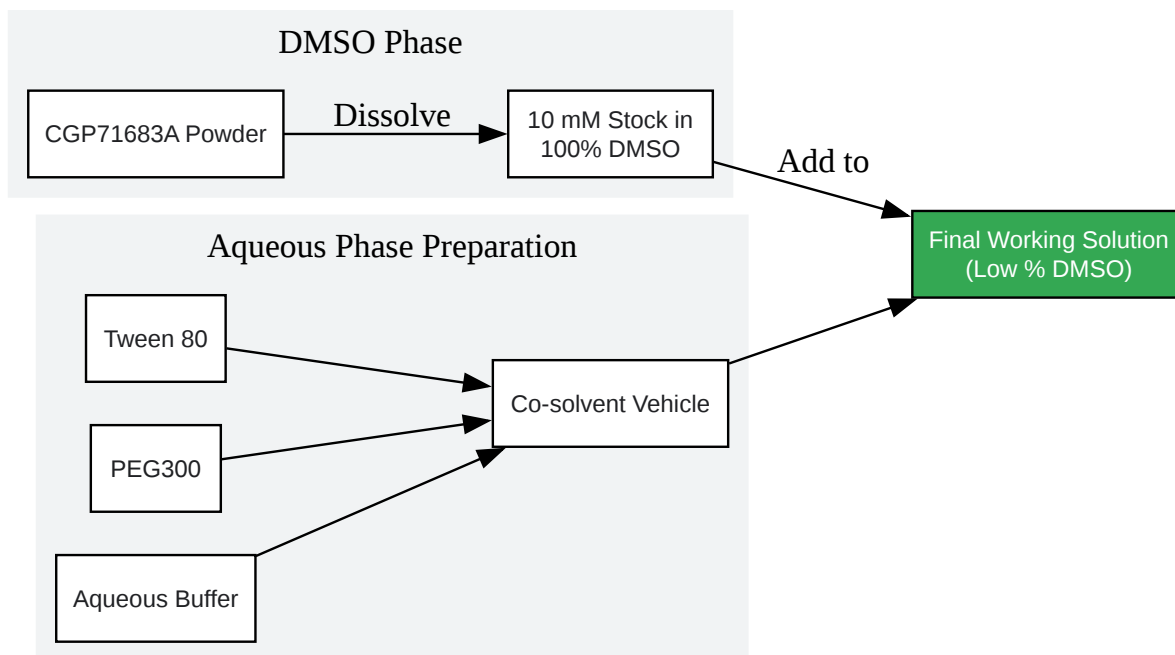 DMSO Phase
CGP71683A Powder
Dissolve
10 mM Stock in
100% DMSO
Add to
Final Working Solution
(Low % DMSO)
Aqueous Phase Preparation
Tween 80
PEG300
Aqueous Buffer
Co-solvent Vehicle